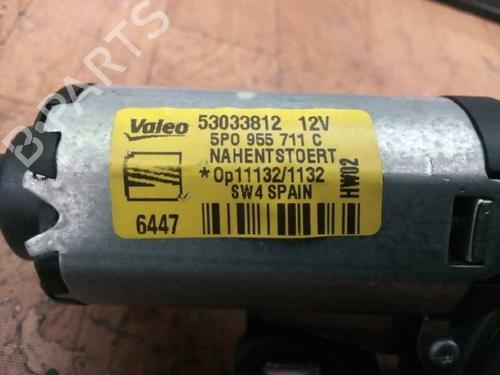 B-PARTS
Valeo 53033812 12V
5P0 955 711 C
NAHENTSTOERT
*Op11132/1132
SW4 SPAIN
6447
HW02